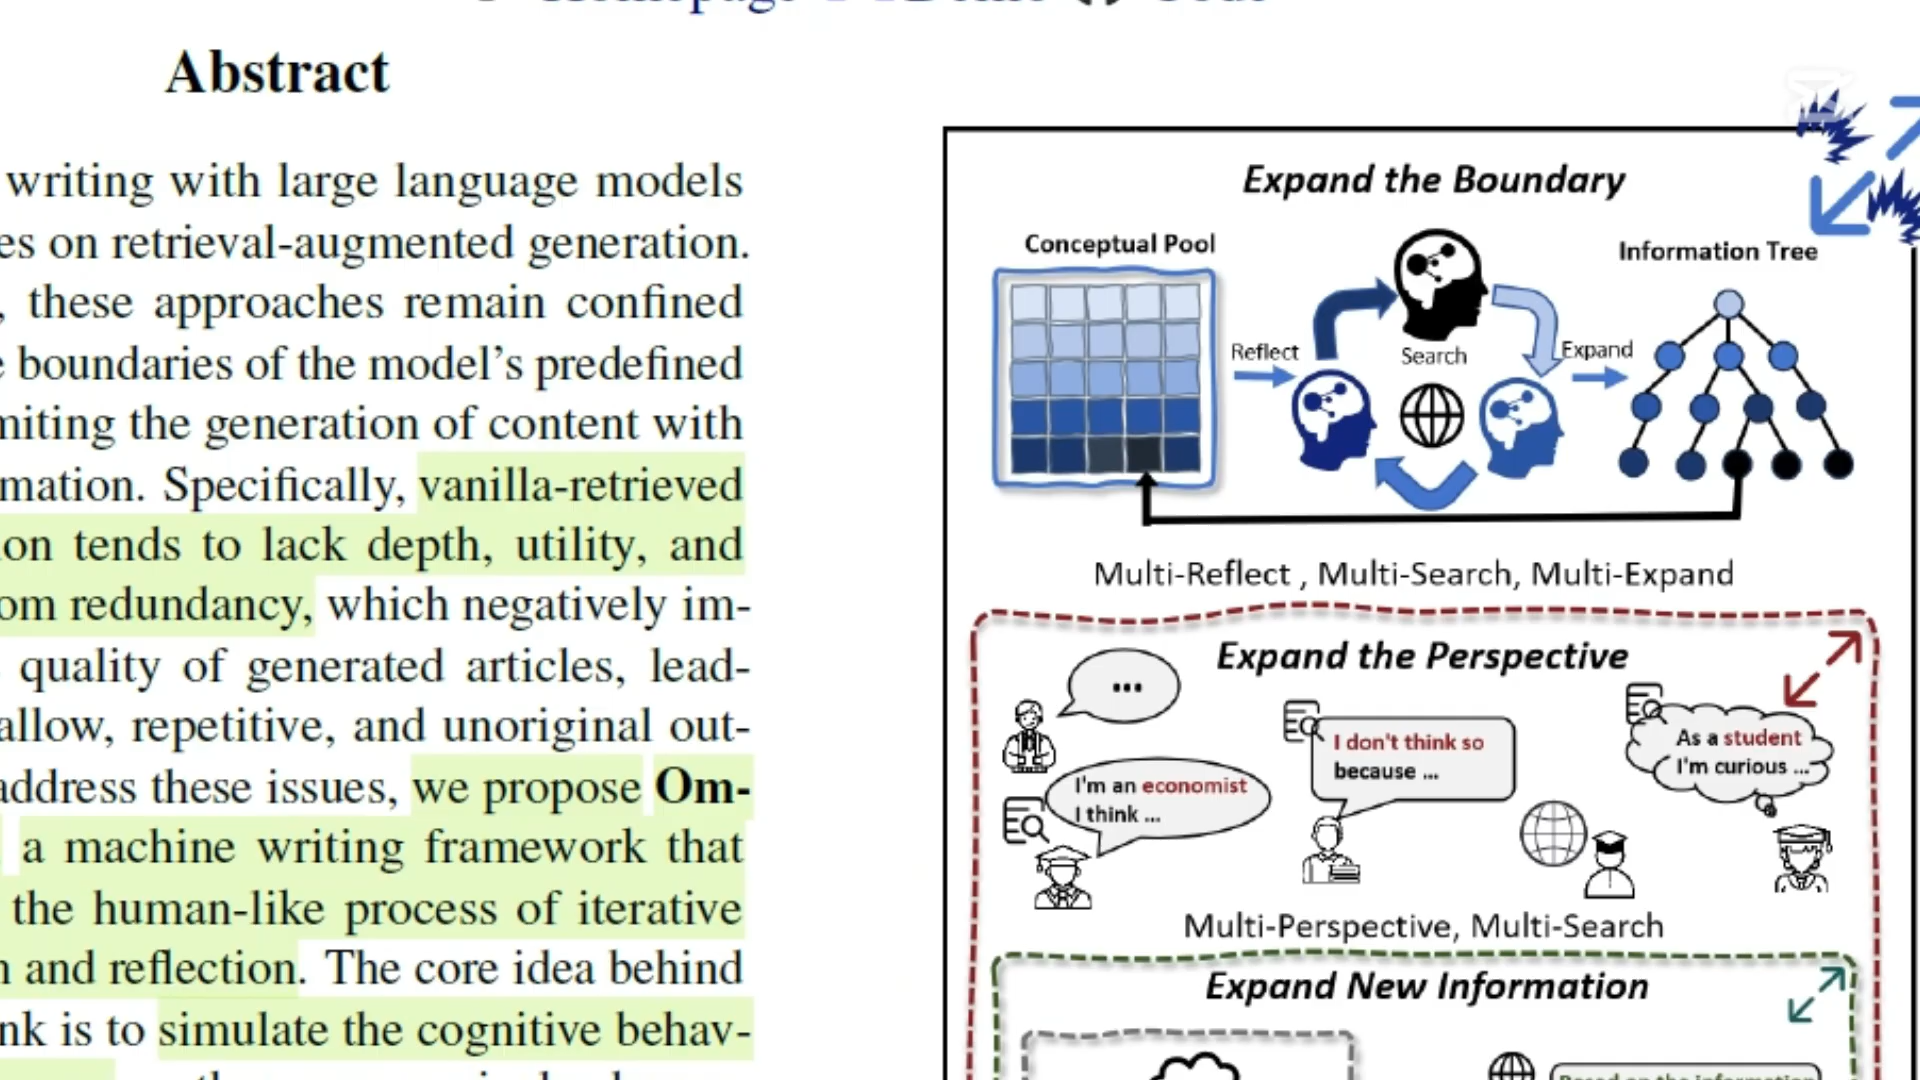 Abstract
writing with large language models
es on retrieval-augmented generation.
, these approaches remain confined
boundaries of the model's predefined
miting the generation of content with
mation. Specifically, vanilla-retrieved
on tends to lack depth, utility, and
om redundancy, which negatively im-
quality of generated articles, lead-
allow, repetitive, and unoriginal out-
address these issues, we propose Om-
a machine writing framework that
the human-like process of iterative
n and reflection. The core idea behind
nk is to simulate the cognitive behav-
Expand the Boundary
Conceptual Pool
Information Tree
Reflect
Search
Expand
Multi-Reflect , Multi-Search, Multi-Expand
Expand the Perspective
...
I'm an economist
I think ...
I don't think so
because ...
As a student
I'm curious ...
Multi-Perspective, Multi-Search
Expand New Information
Based on the information